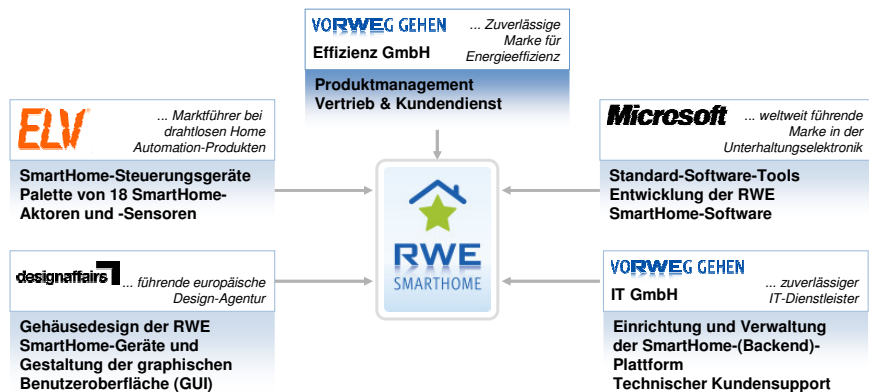 VORWEG GEHEN
Effizienz GmbH
... Zuverlässige
Marke für
Energieeffizienz
Produktmanagement
Vertrieb & Kundendienst
ELV
... Marktführer bei
drahtlosen Home
Automation-Produkten
SmartHome-Steuerungsgeräte
Palette von 18 SmartHome-
Aktoren und -Sensoren
Microsoft
... weltweit führende
Marke in der
Unterhaltungselektronik
Standard-Software-Tools
Entwicklung der RWE
SmartHome-Software
RWE
SMARTHOME
designaffairs
... führende europäische
Design-Agentur
Gehäusedesign der RWE
SmartHome-Geräte und
Gestaltung der graphischen
Benutzeroberfläche (GUI)
VORWEG GEHEN
IT GmbH
... zuverlässiger
IT-Dienstleister
Einrichtung und Verwaltung
der SmartHome-(Backend)-
Plattform
Technischer Kundensupport